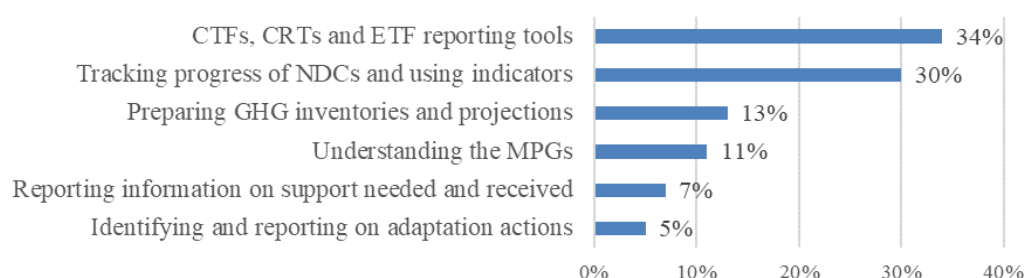 CTFs, CRTs and ETF reporting tools 34%
Tracking progress of NDCs and using indicators 30%
Preparing GHG inventories and projections 13%
Understanding the MPGs 11%
Reporting information on support needed and received 7%
Identifying and reporting on adaptation actions 5%
0% 10% 20% 30% 40%